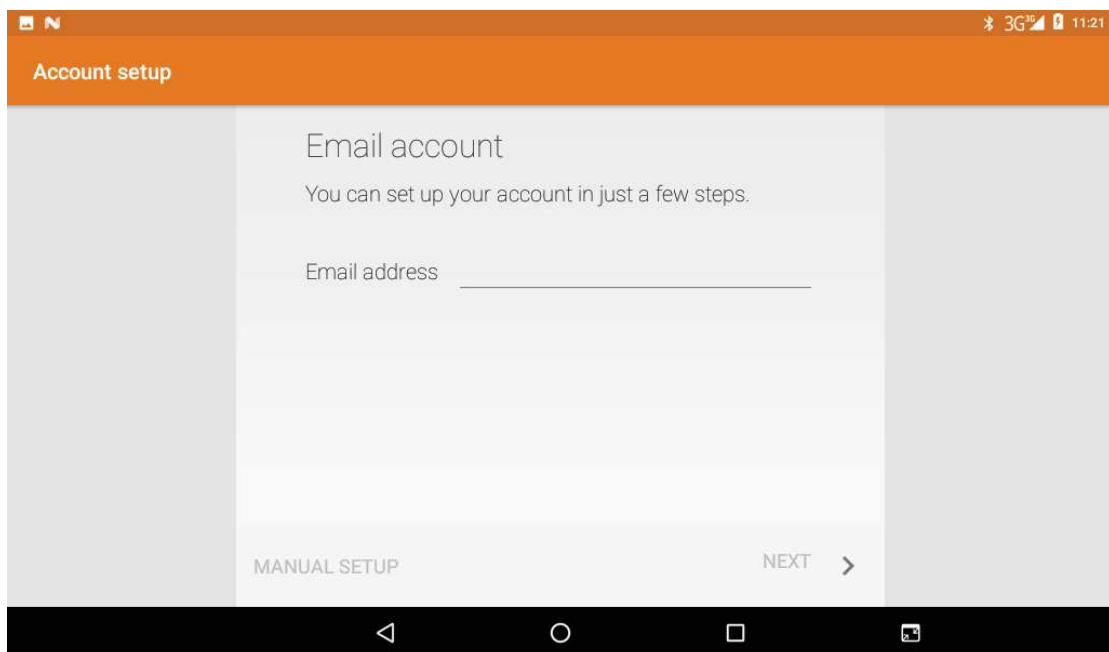 3G 3G 11:21
Account setup
Email account
You can set up your account in just a few steps.
Email address
MANUAL SETUP
NEXT